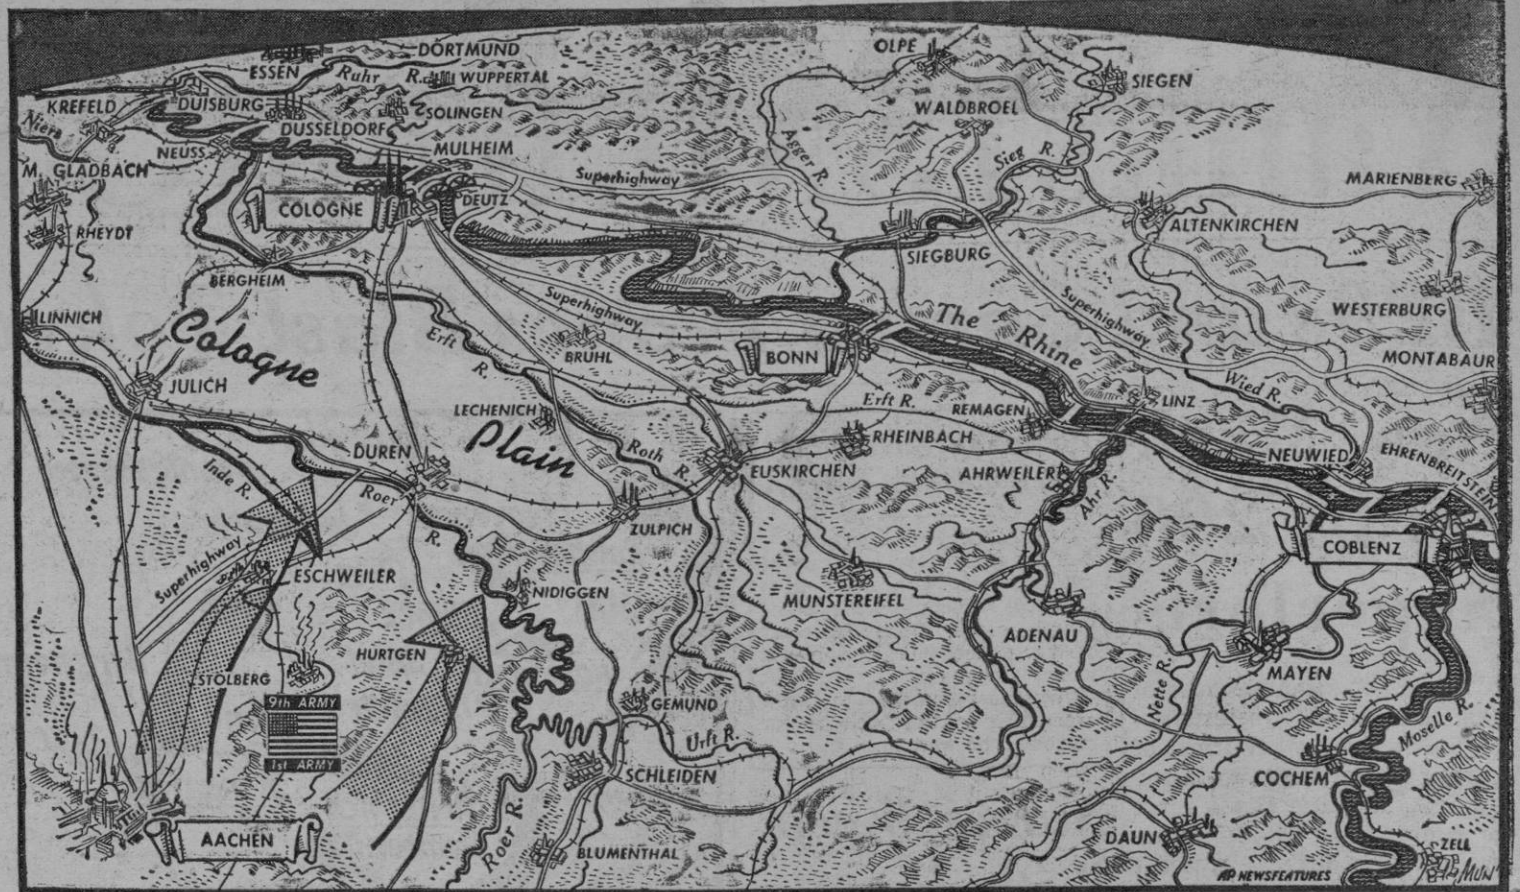 DORTMUND
ESSEN
Ruhr R.
WUPPERTAL
KREFELD
DUISBURG
SOLINGEN
Niers
DUSSELDORF
NEUSS
MULHEIM
M. GLADBACH
OLPE
SIEGEN
WALDBROEL
Agger R.
Sieg R.
Superhighway
MARIENBERG
COLOGNE
DEUTZ
RHEYDT
ALTENKIRCHEN
SIEGBURG
BERGHEIM
LINNICH
Superhighway
The Rhine
Superhighway
WESTERBURG
Cologne
Erft R.
BRUHL
BONN
MONTABAUR
JULICH
Wied R.
LECHENICH
Erft R.
REMAGEN
LINZ
Plain
Roth R.
RHEINBACH
DUREN
EUSKIRCHEN
AHRWEILER
NEUWIED
EHRENBREITSTEIN
Inde R.
Roer R.
Ahr R.
ZULPICH
COBLENZ
Superhighway
ESCHWEILER
NIDIGGEN
MUNSTEREIFEL
HURTGEN
ADENAU
STOLBERG
MAYEN
9th ARMY
1st ARMY
GEMUND
Nette R.
Urft R.
Moselle R.
SCHLEIDEN
COCHEM
AACHEN
Roer R.
BLUMENTHAL
DAUN
ZELL
AP NEWSFEATURES